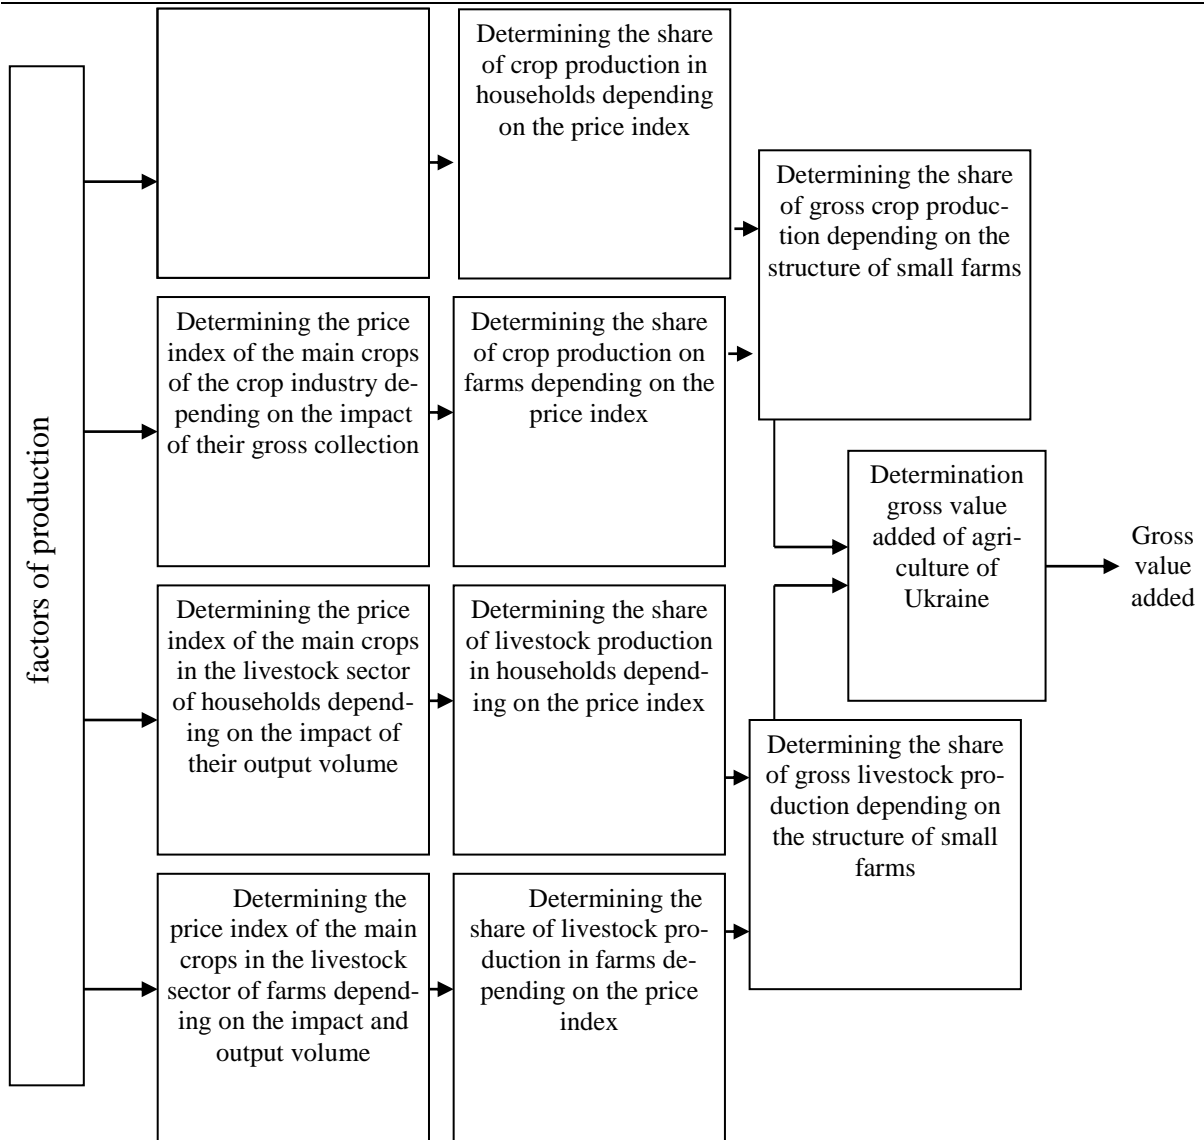 factors of production
Determining the share
of crop production in
households depending
on the price index
Determining the price
index of the main crops
of the crop industry de-
pending on the impact
of their gross collection
Determining the share
of crop production on
farms depending on the
price index
Determining the share
of gross crop produc-
tion depending on the
structure of small farms
Determining the price
index of the main crops
in the livestock sector
of households depend-
ing on the impact of
their output volume
Determining the share
of livestock production
in households depend-
ing on the price index
Determining the
price index of the main
crops in the livestock
sector of farms depend-
ing on the impact and
output volume
Determining the
share of livestock pro-
duction in farms de-
pending on the price
index
Determining the share
of gross livestock pro-
duction depending on
the structure of small
farms
Determination
gross value
added of agri-
culture of
Ukraine
Gross
value
added